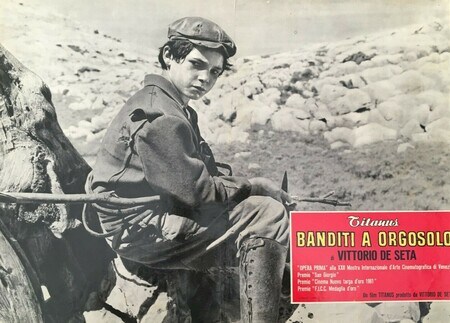 Titanus
BANDITI A ORGOSOLO
di VITTORIO DE SETA
"OPERA PRIMA" alla XXII Mostra Internazionale d'Arte Cinematografica di Venezia
Premio "San Giorgio"
Premio "Cinema Nuovo targa d'oro 1961"
Premio "F.I.C.C. Medaglia d'oro"
Un film TITANUS prodotto da VITTORIO DE SETA